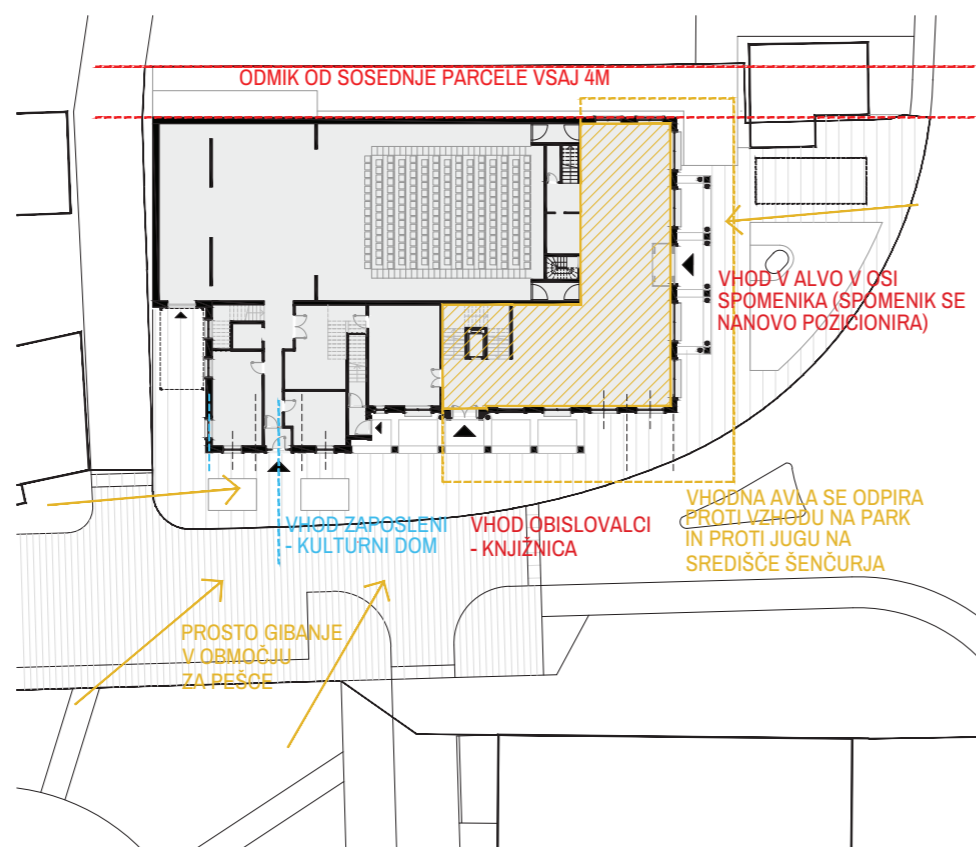 ODMIK OD SOSEDNJE PARCELE VSAJ 4M
VHOD V ALVO V OSI
SPOMENIKA (SPOMENIK SE
NANOVO POZICIONIRA)
VHODNA AVLA SE ODPIRA
PROTI VZHODU NA PARK
IN PROTI JUGU NA
SREDIŠČE ŠENČURJA
VHOD ZAPOSLENI
- KULTURNI DOM
VHOD OBISLOVALCI
- KNJIŽNICA
PROSTO GIBANJE
V OBMOČJU
ZA PEŠCE